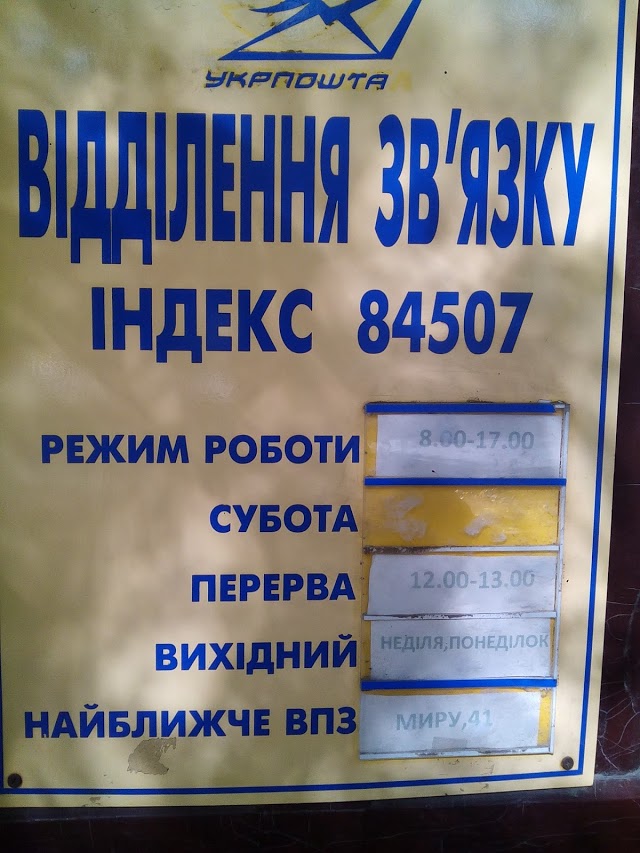 УКРПОШТА
ВІДДІЛЕННЯ ЗВ'ЯЗКУ
ІНДЕКС 84507
РЕЖИМ РОБОТИ 8.00-17.00
СУБОТА
ПЕРЕРВА 12.00-13.00
ВИХІДНИЙ НЕДІЛЯ,ПОНЕДІЛОК
НАЙБЛИЖЧЕ ВПЗ МИРУ,41